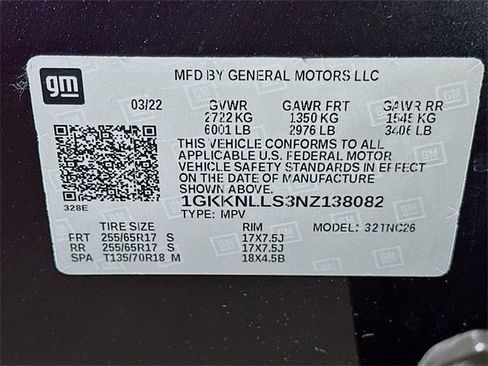 gm
MFD BY GENERAL MOTORS LLC
03/22 GVWR GAWR FRT GAWR RR
2722 KG 1350 KG 1545 KG
6001 LB 2976 LB 3406 LB
THIS VEHICLE CONFORMS TO ALL
APPLICABLE U.S. FEDERAL MOTOR
VEHICLE SAFETY STANDARDS IN EFFECT
ON THE DATE OF MANUFACTURE
SHOWN ABOVE.
1GKKNLLS3NZ138082
328E
TYPE: MPV
TIRE SIZE RIM MODEL: 32TNC26
FRT 255/65R17 S 17X7.5J
RR 255/65R17 S 17X7.5J
SPA T135/70R18 M 18X4.5B